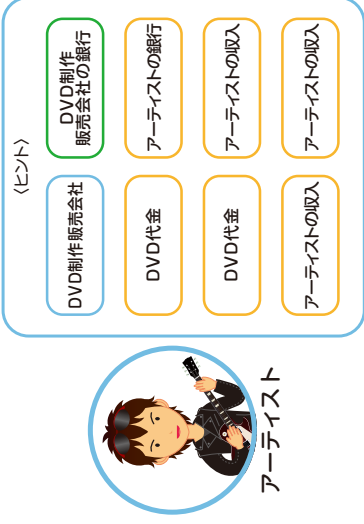 〈ヒント〉
DVD制作販売会社
DVD制作
販売会社の銀行
DVD代金
アーティストの銀行
DVD代金
アーティストの収入
アーティストの収入
アーティストの収入
アーティスト